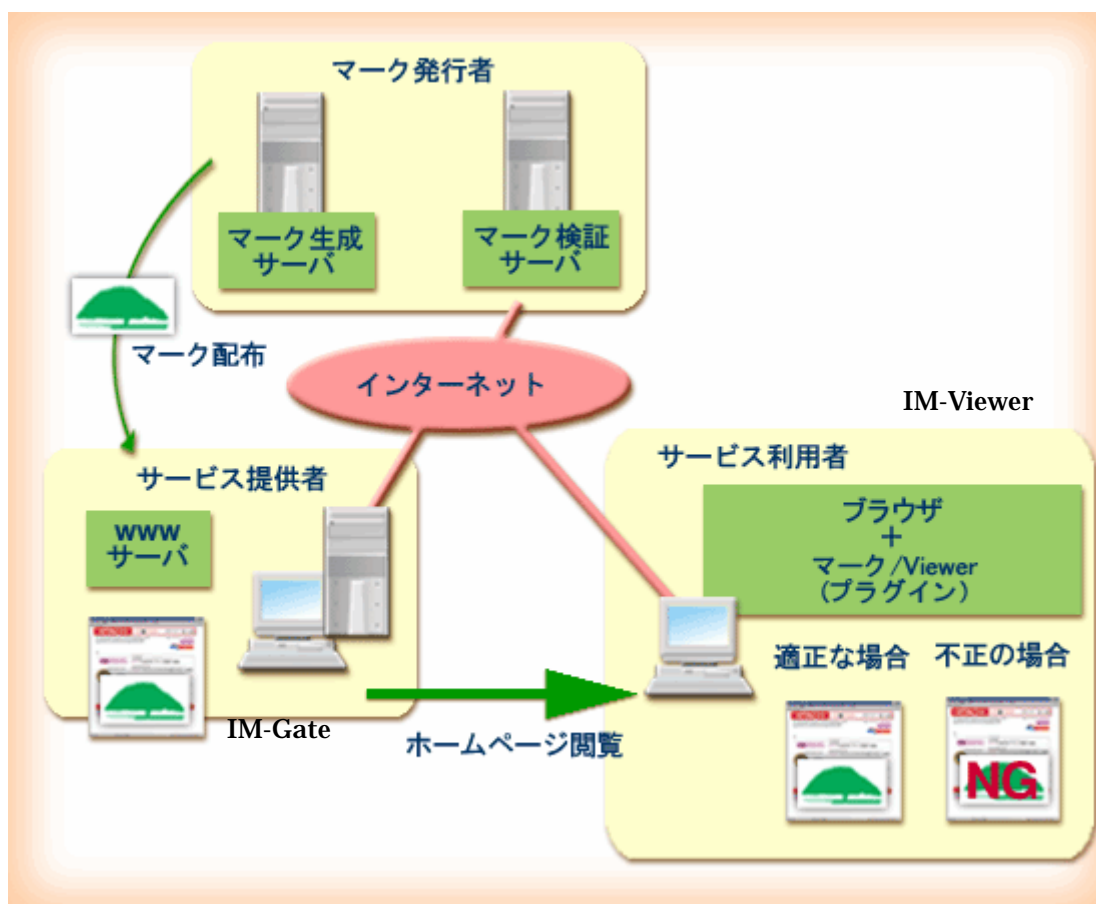 マーク発行者
マーク生成
サーバ
マーク検証
サーバ
マーク配布
インターネット
IM-Viewer
サービス提供者
WWW
サーバ
IM-Gate
ホームページ閲覧
サービス利用者
ブラウザ
+
マーク/Viewer
(プラグイン)
適正な場合
不正の場合
NG